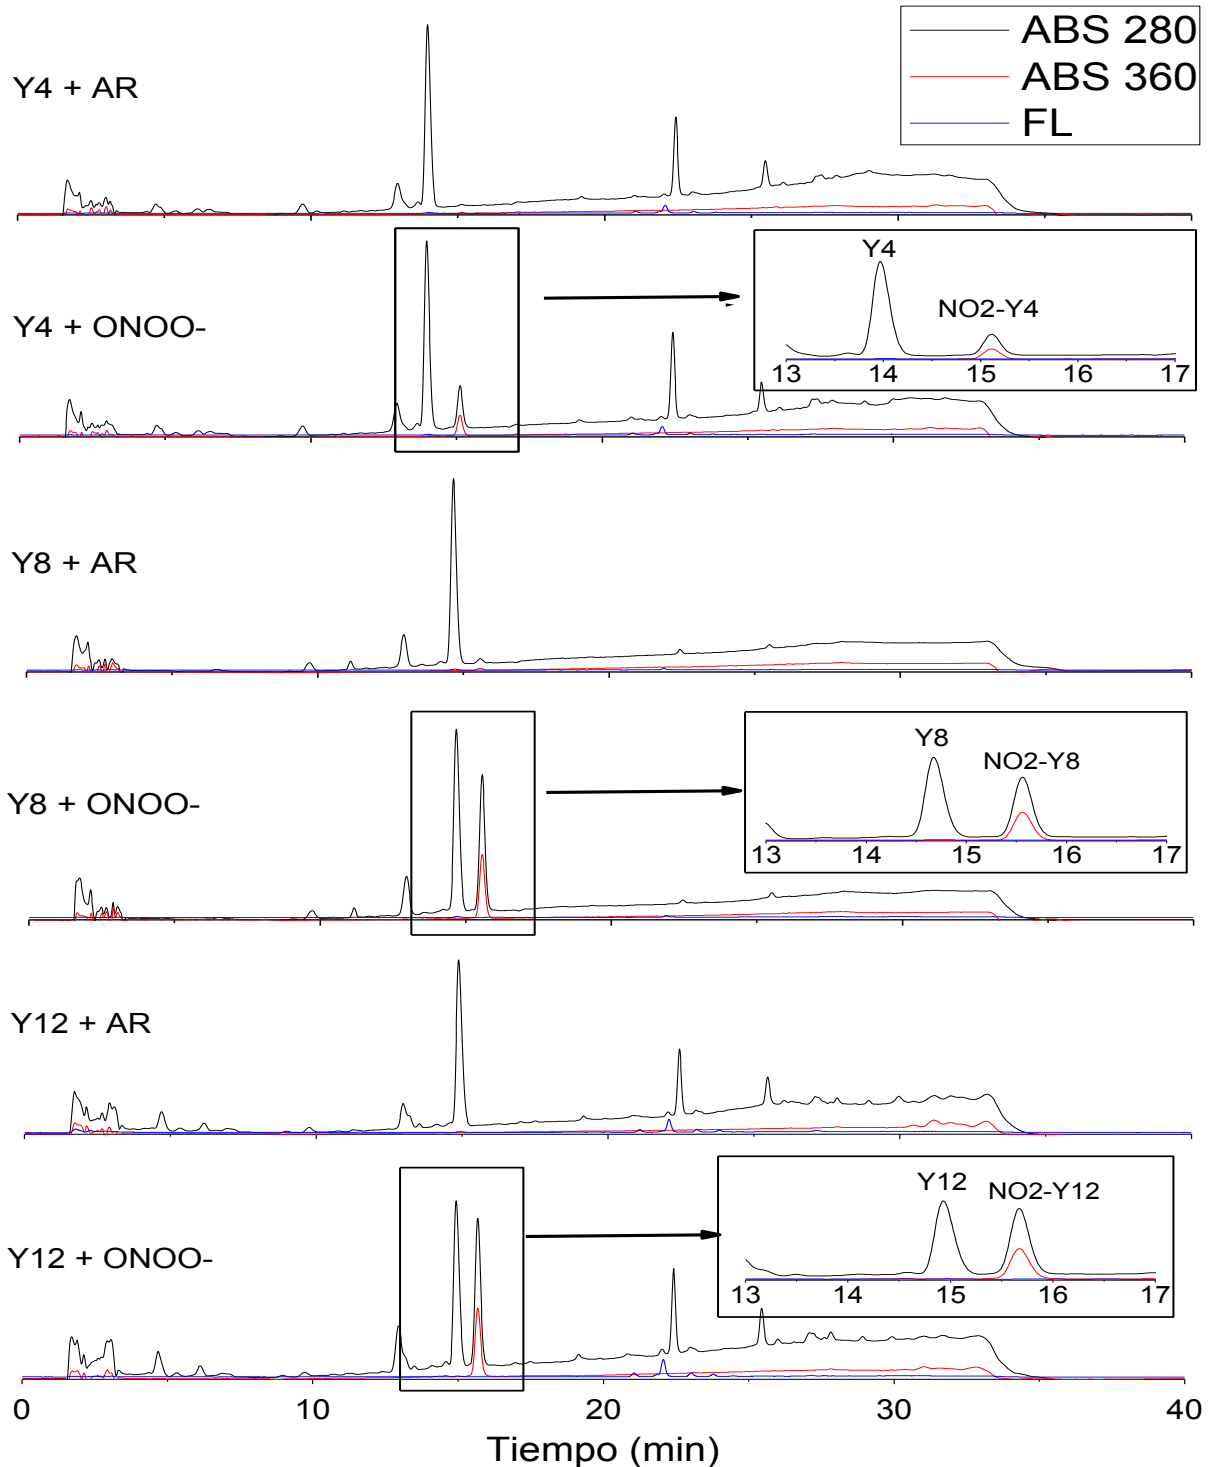 ABS 280
ABS 360
FL
Y4 + AR
Y4
NO2-Y4
13 14 15 16 17
Y4 + ONOO-
Y8 + AR
Y8
NO2-Y8
13 14 15 16 17
Y8 + ONOO-
Y12 + AR
Y12
NO2-Y12
13 14 15 16 17
Y12 + ONOO-
0 10 20 30 40
Tiempo (min)